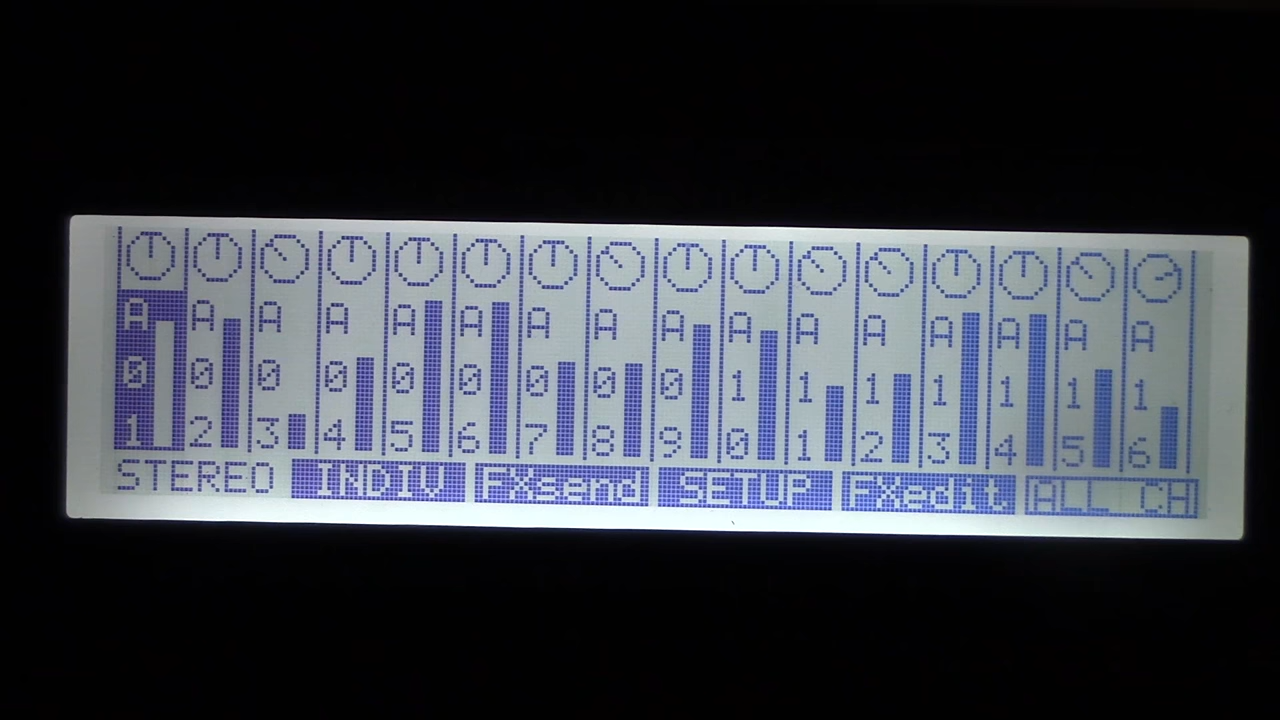 A A A A A A A A A A A A A A A A
0 0 0 0 0 0 0 0 0 1 1 1 1 1 1 1
1 2 3 4 5 6 7 8 9 0 1 2 3 4 5 6
STEREO INDIV FXsend SETUP FXedit ALL CH